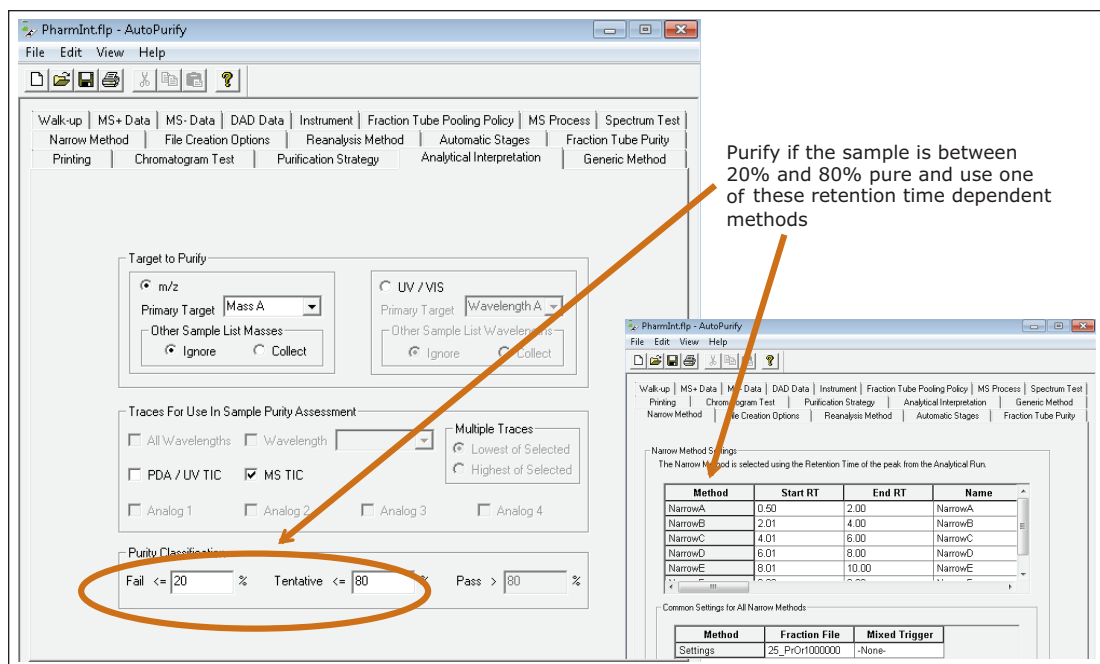 PharmInt.flp - AutoPurify
File Edit View Help
Walk-up MS+ Data MS- Data DAD Data Instrument Fraction Tube Pooling Policy MS Process Spectrum Test
Narrow Method File Creation Options Reanalysis Method Automatic Stages Fraction Tube Purity
Printing Chromatogram Test Purification Strategy Analytical Interpretation Generic Method
Purify if the sample is between
20% and 80% pure and use one
of these retention time dependent
methods
Target to Purify
m/z
Primary Target Mass A
Other Sample List Masses
Ignore Collect
UV / VIS
Primary Target Wavelength A
Other Sample List Wavelengths
Ignore Collect
Traces For Use In Sample Purity Assessment
All Wavelengths Wavelength
PDA / UV TIC MS TIC
Multiple Traces
Lowest of Selected
Highest of Selected
Analog 1 Analog 2 Analog 3 Analog 4
Purity Classification
Fail <= 20 % Tentative <= 80 % Pass > 80 %
PharmInt.flp - AutoPurify
File Edit View Help
Walk-up MS+ Data Data DAD Data Instrument Fraction Tube Pooling Policy MS Process Spectrum Test
Printing Chromatogram Test Purification Strategy Analytical Interpretation Generic Method
Narrow Method File Creation Options Reanalysis Method Automatic Stages Fraction Tube Purity
Narrow Method Settings
The Narrow Method is selected using the Retention Time of the peak from the Analytical Run.
Method Start RT End RT Name
NarrowA 0.50 2.00 NarrowA
NarrowB 2.01 4.00 NarrowB
NarrowC 4.01 6.00 NarrowC
NarrowD 6.01 8.00 NarrowD
NarrowE 8.01 10.00 NarrowE
Common Settings for All Narrow Methods
Method Fraction File Mixed Trigger
Settings 25_PrOr1000000 -None-